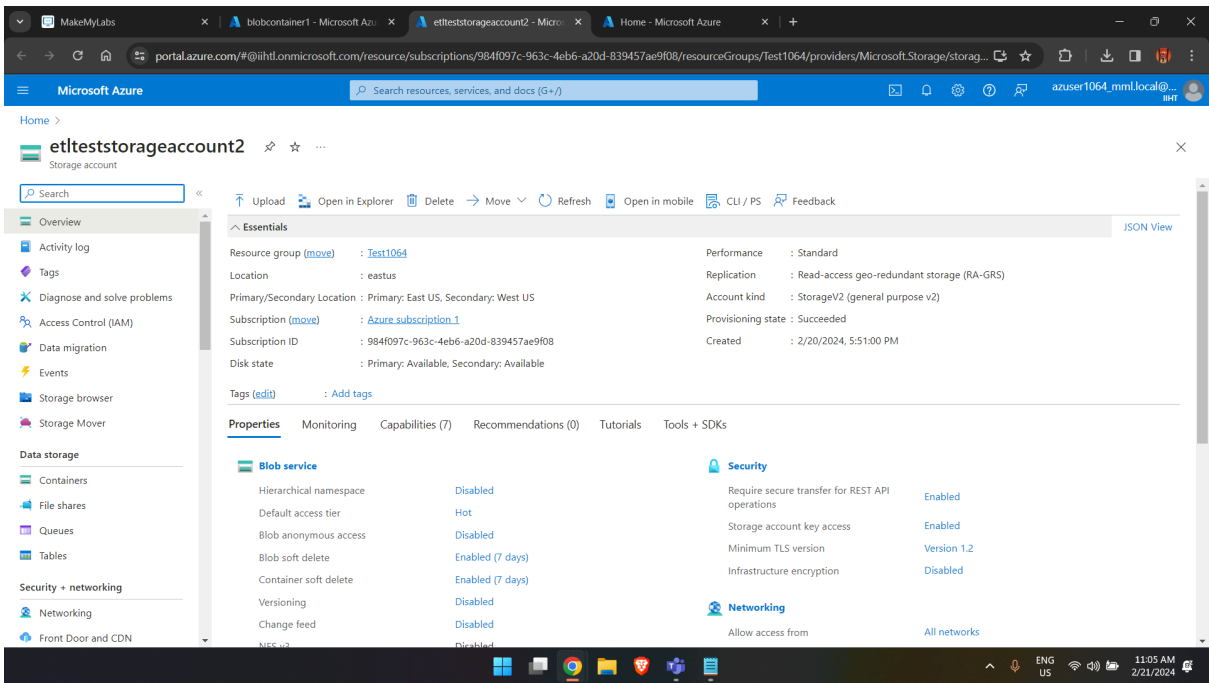 MakeMyLabs
blobcontainer1 - Microsoft Azu
etlteststorageaccount2 - Micros
Home - Microsoft Azure
portal.azure.com/#@iihtl.onmicrosoft.com/resource/subscriptions/984f097c-963c-4eb6-a20d-839457ae9f08/resourceGroups/Test1064/providers/Microsoft.Storage/storag...
Microsoft Azure
Search resources, services, and docs (G+/)
azuser1064_mml.local@...
IIHT
Home >
etlteststorageaccount2
Storage account
Search
Upload Open in Explorer Delete Move Refresh Open in mobile CLI / PS Feedback
Overview
Activity log
Tags
Diagnose and solve problems
Access Control (IAM)
Data migration
Events
Storage browser
Storage Mover
Data storage
Containers
File shares
Queues
Tables
Security + networking
Networking
Front Door and CDN
Essentials
JSON View
Resource group (move) : Test1064
Location : eastus
Primary/Secondary Location : Primary: East US, Secondary: West US
Subscription (move) : Azure subscription 1
Subscription ID : 984f097c-963c-4eb6-a20d-839457ae9f08
Disk state : Primary: Available, Secondary: Available
Performance : Standard
Replication : Read-access geo-redundant storage (RA-GRS)
Account kind : StorageV2 (general purpose v2)
Provisioning state : Succeeded
Created : 2/20/2024, 5:51:00 PM
Tags (edit) : Add tags
Properties Monitoring Capabilities (7) Recommendations (0) Tutorials Tools + SDKs
Blob service
Hierarchical namespace Disabled
Default access tier Hot
Blob anonymous access Disabled
Blob soft delete Enabled (7 days)
Container soft delete Enabled (7 days)
Versioning Disabled
Change feed Disabled
NFS v3 Disabled
Security
Require secure transfer for REST API
operations Enabled
Storage account key access Enabled
Minimum TLS version Version 1.2
Infrastructure encryption Disabled
Networking
Allow access from All networks
ENG
US
11:05 AM
2/21/2024